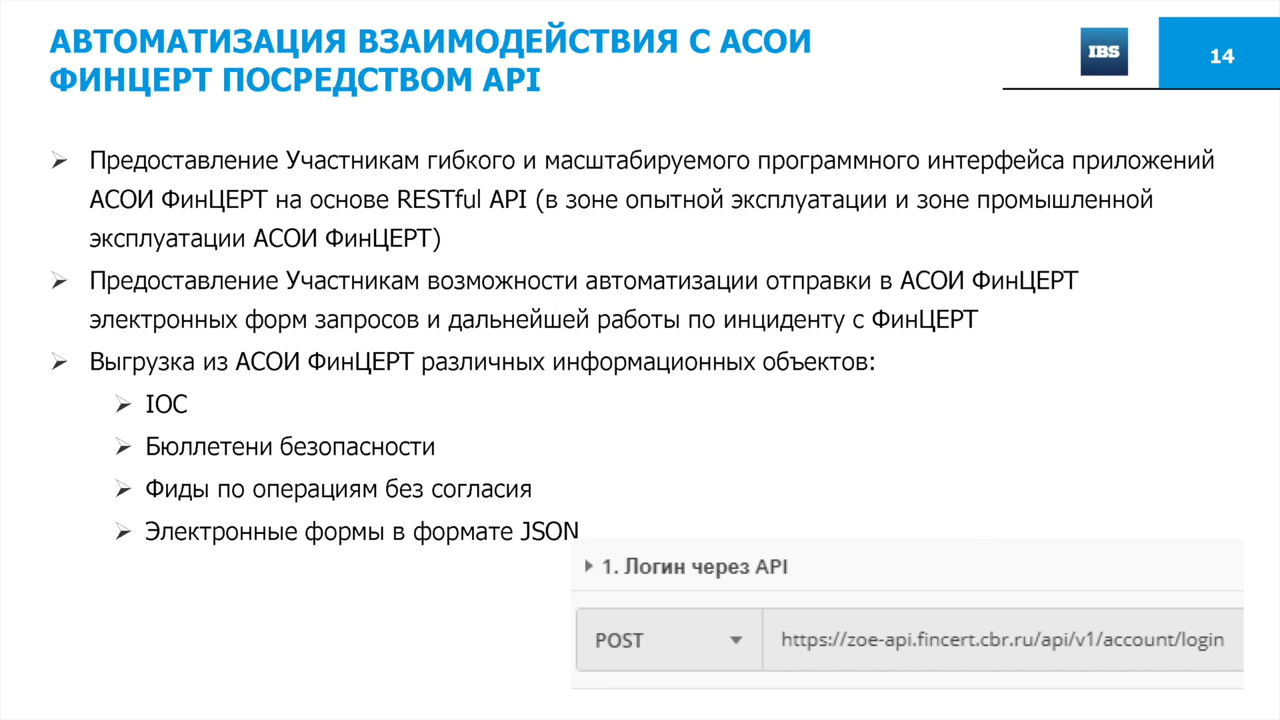 АВТОМАТИЗАЦИЯ ВЗАИМОДЕЙСТВИЯ С АСОИ
ФИНЦЕРТ ПОСРЕДСТВОМ API
IBS
14
Предоставление Участникам гибкого и масштабируемого программного интерфейса приложений
АСОИ ФинЦЕРТ на основе RESTful API (в зоне опытной эксплуатации и зоне промышленной
эксплуатации АСОИ ФинЦЕРТ)
Предоставление Участникам возможности автоматизации отправки в АСОИ ФинЦЕРТ
электронных форм запросов и дальнейшей работы по инциденту с ФинЦЕРТ
Выгрузка из АСОИ ФинЦЕРТ различных информационных объектов:
IOC
Бюллетени безопасности
Фиды по операциям без согласия
Электронные формы в формате JSON
1. Логин через API
POST
https://zoe-api.fincert.cbr.ru/api/v1/account/login